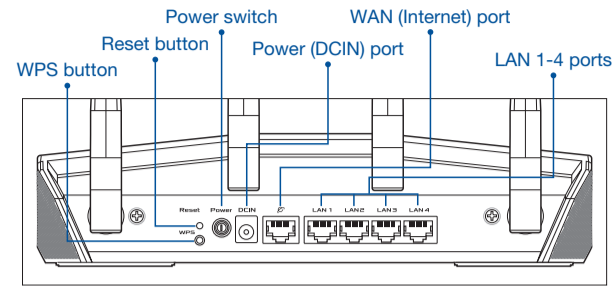 Power switch
WAN (Internet) port
Reset button
Power (DCIN) port
LAN 1-4 ports
WPS button
Reset
Power
DCIN
LAN 1
LAN 2
LAN 3
LAN 4
WPS